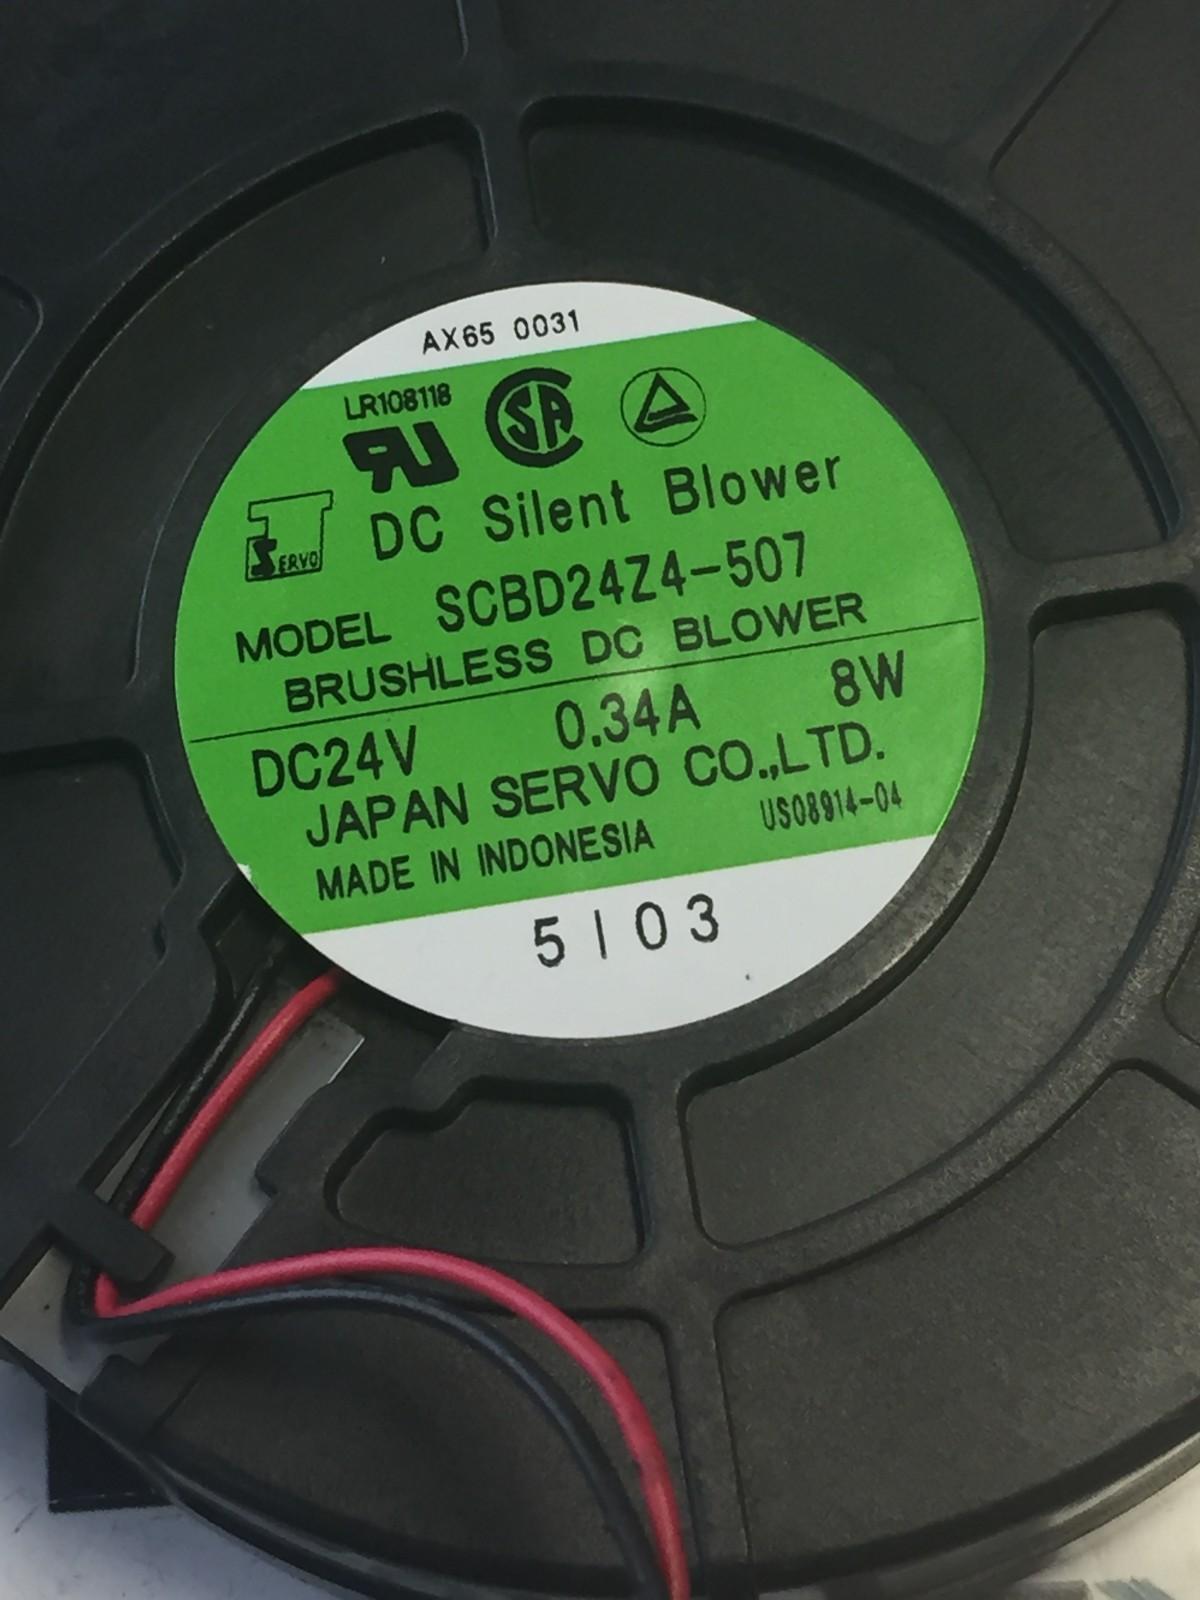 AX65 0031
LR108118
DC Silent Blower
SERVO
MODEL SCBD24Z4-507
BRUSHLESS DC BLOWER
DC24V 0.34A 8W
JAPAN SERVO CO.,LTD.
MADE IN INDONESIA US08914-04
5103